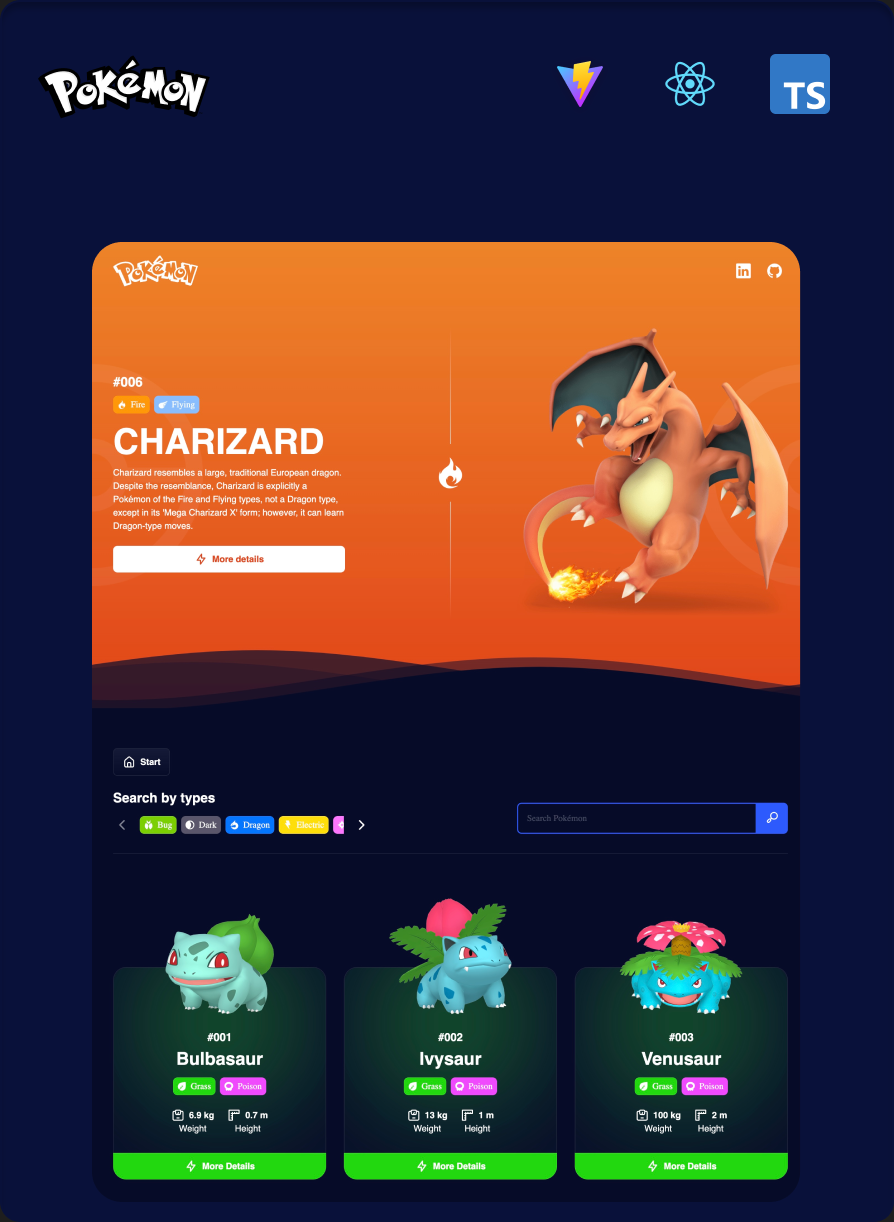 POKéMON
TS
POKéMON
in
#006
Fire Flying
CHARIZARD
Charizard resembles a large, traditional European dragon.
Despite the resemblance, Charizard is explicitly a
Pokémon of the Fire and Flying types, not a Dragon type,
except in its 'Mega Charizard X' form; however, it can learn
Dragon-type moves.
More details
Start
Search by types
Bug Dark Dragon Electric
Search Pokémon
#001
Bulbasaur
Grass Poison
6.9 kg 0.7 m
Weight Height
More Details
#002
Ivysaur
Grass Poison
13 kg 1 m
Weight Height
More Details
#003
Venusaur
Grass Poison
100 kg 2 m
Weight Height
More Details